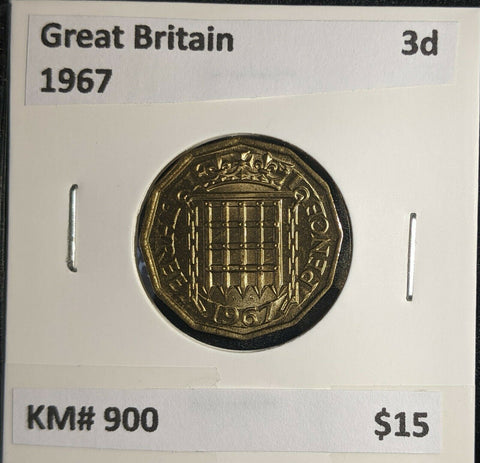 Great Britain 3d
1967
THREE PENCE
1967
KM# 900 $15